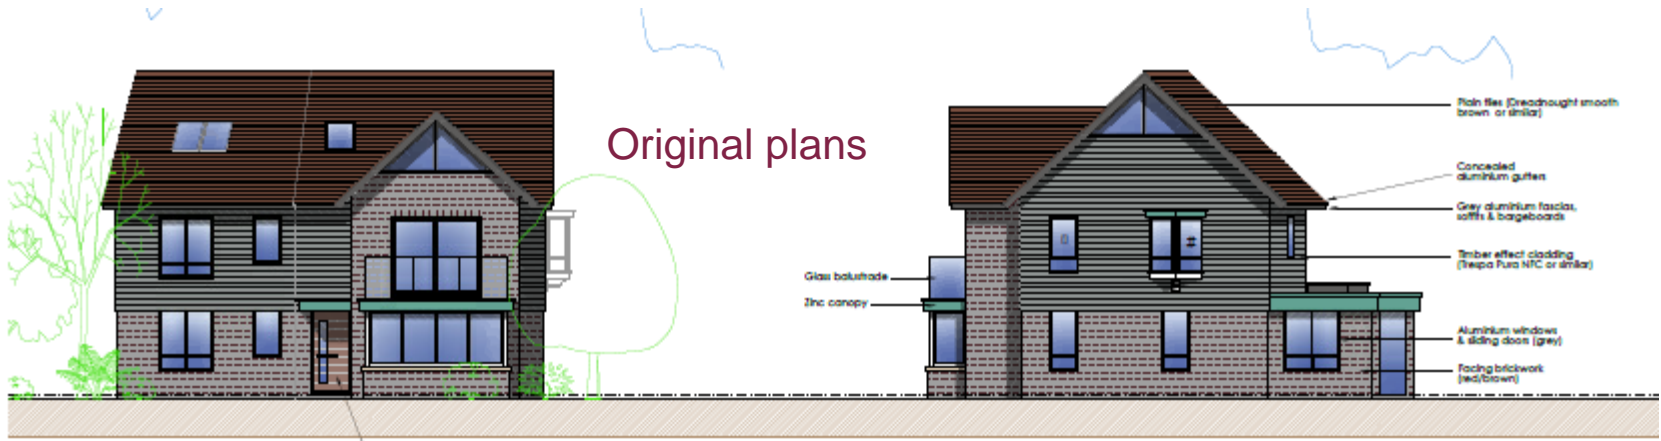 Original plans
Plain tiles (Dreadnought smooth
brown or similar)
Concealed
aluminium gutters
Grey aluminium fascias,
soffits & bargeboards
Timber effect cladding
(Trespa Pura NFC or similar)
Glass balustrade
Zinc canopy
Aluminium windows
& sliding doors (grey)
Facing brickwork
(red/brown)